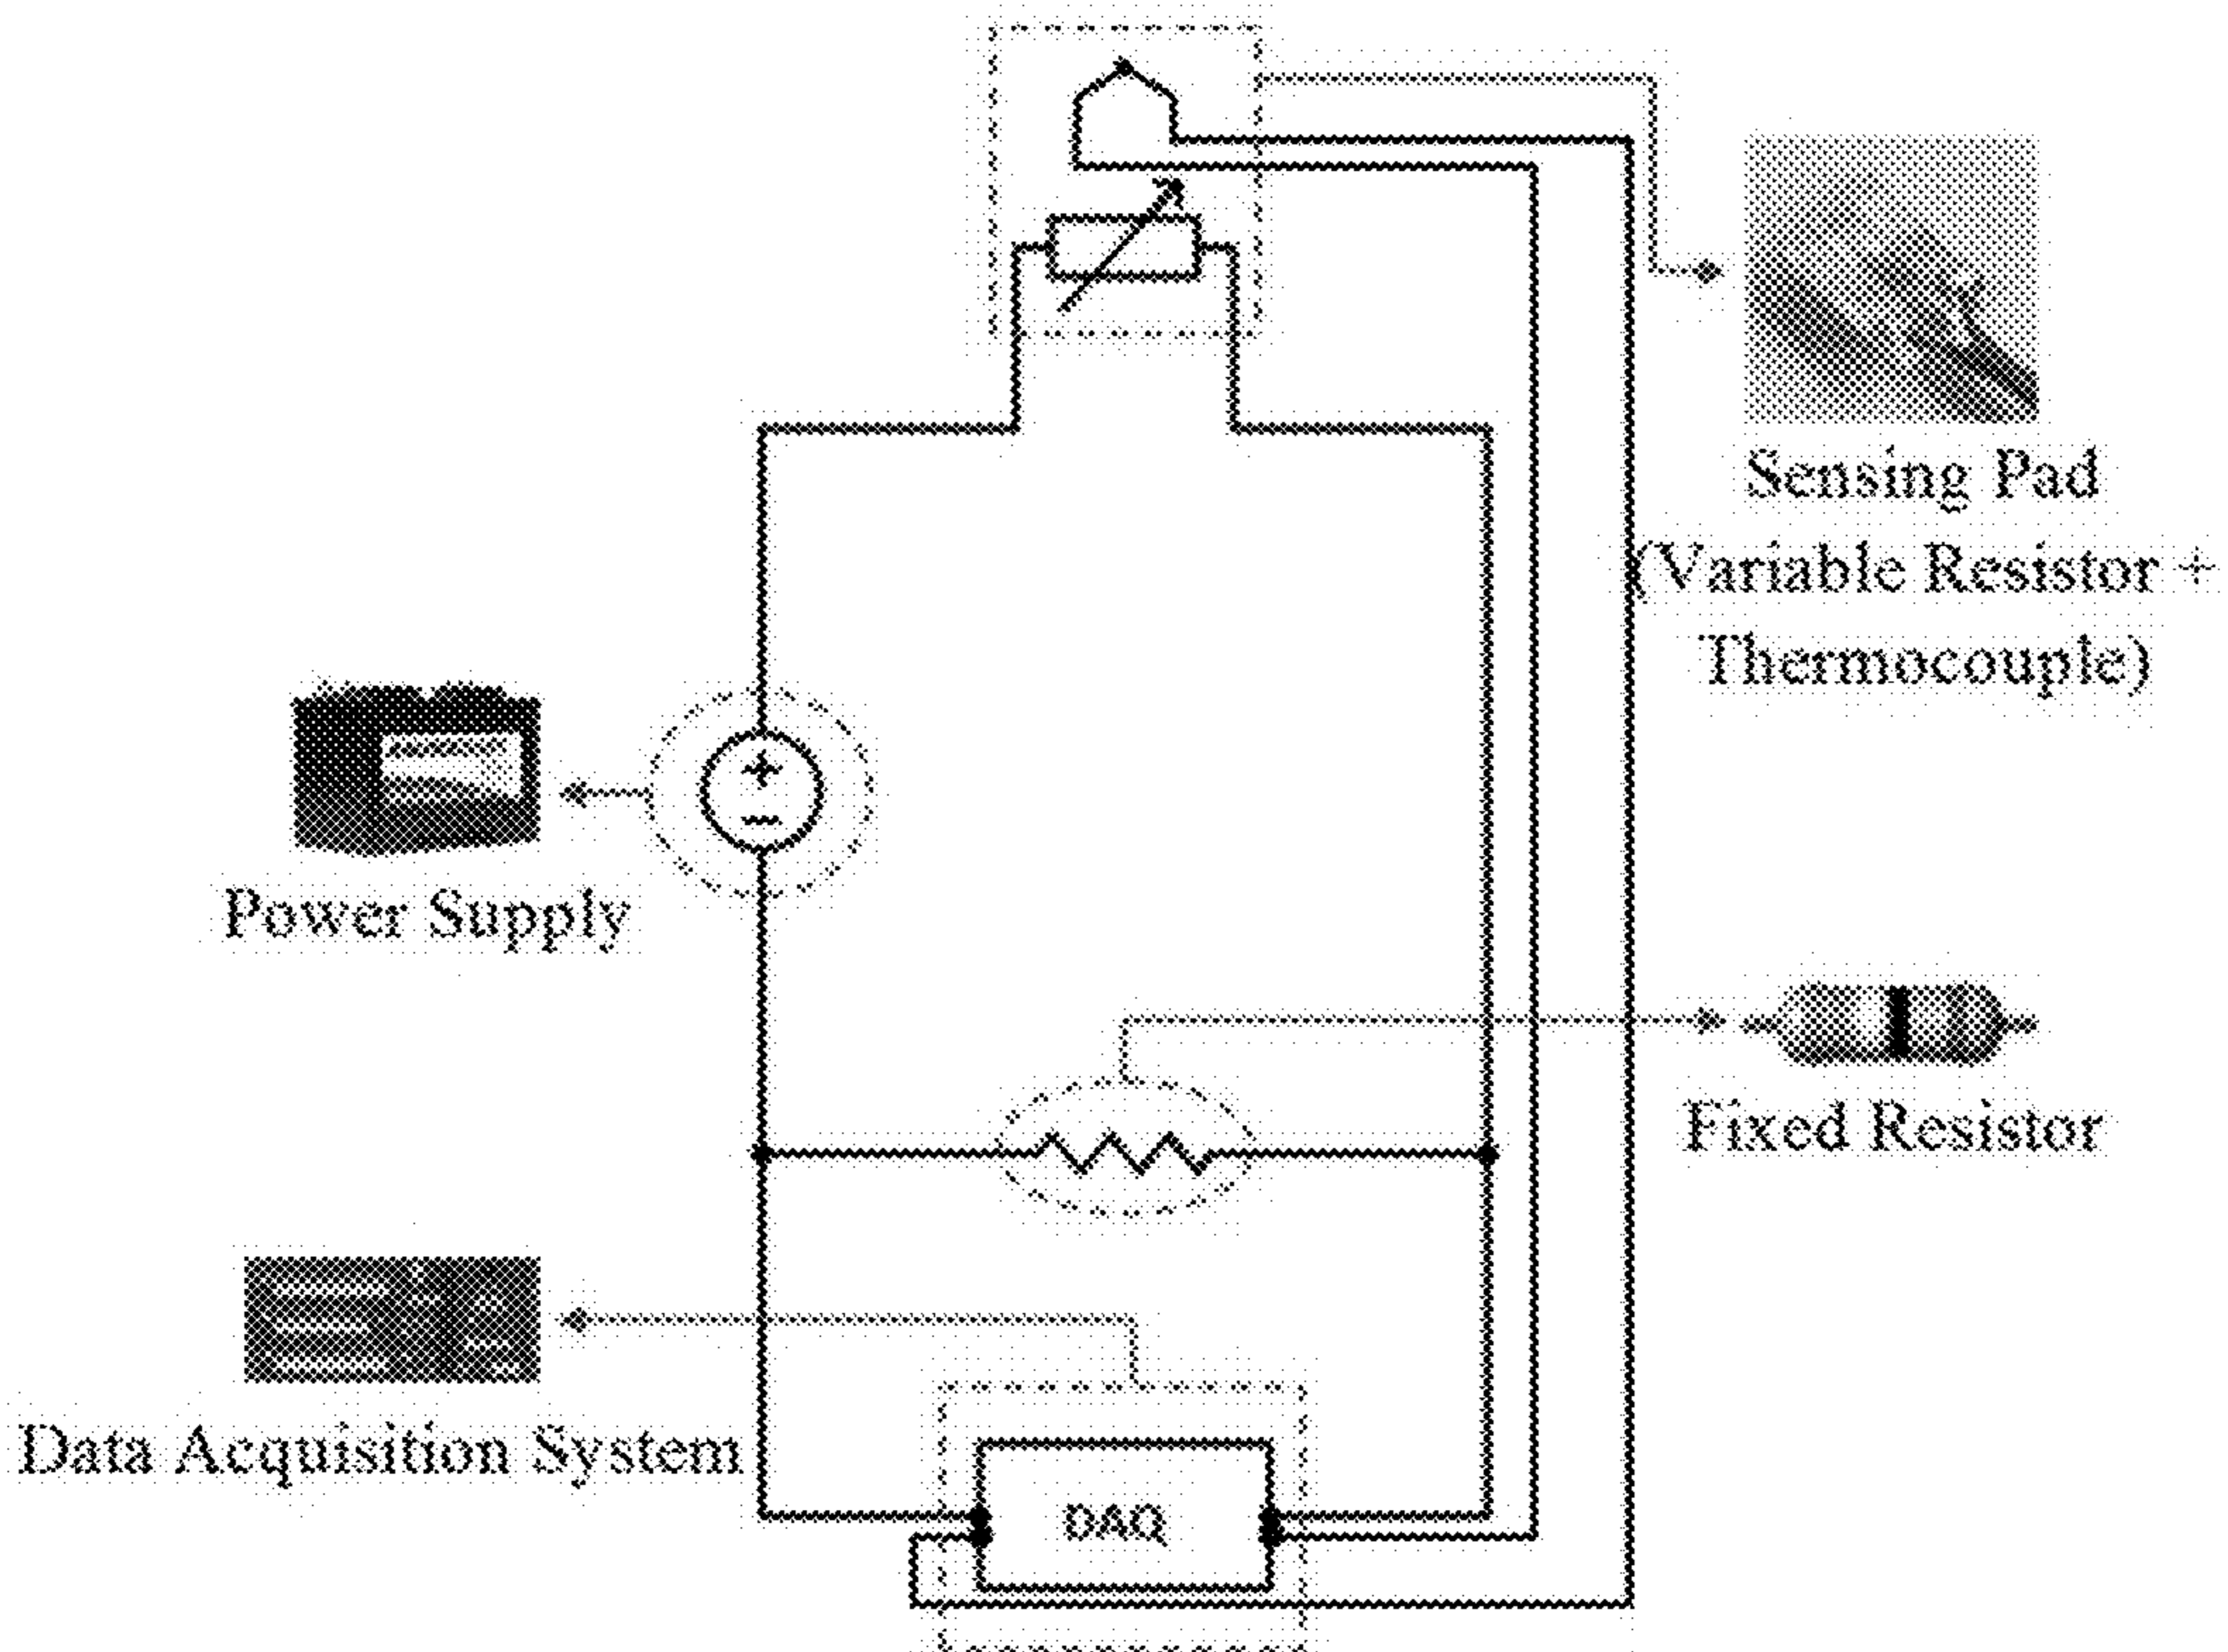 Sensing Pad
(Variable Resistor +
Thermocouple)
+
−
Power Supply
Fixed Resistor
Data Acquisition System
DAQ